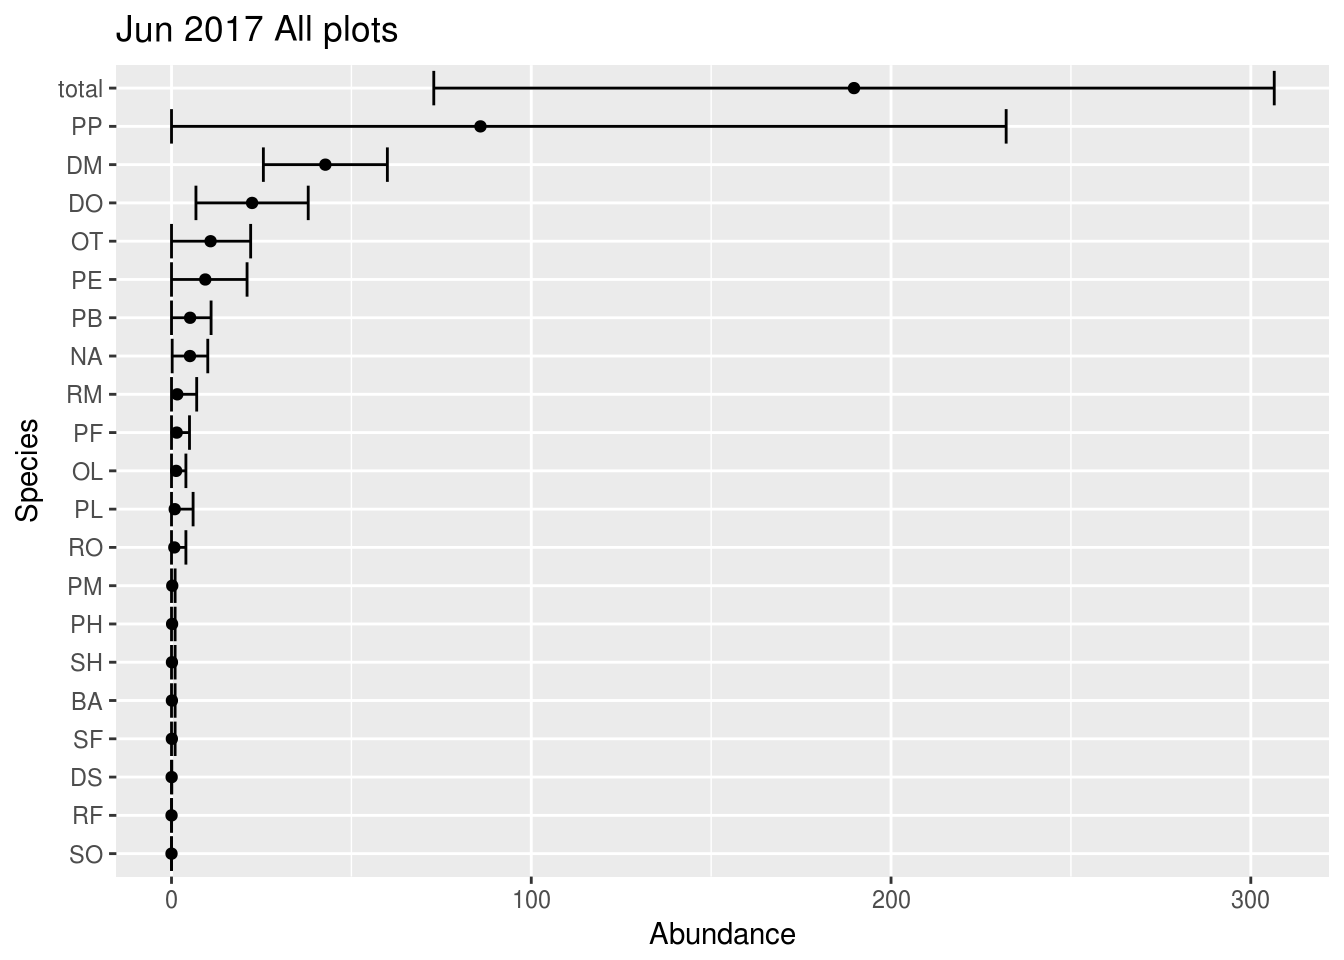 Jun 2017 All plots
total
PP
DM
DO
OT
PE
PB
NA
RM
PF
OL
PL
RO
PM
PH
SH
BA
SF
DS
RF
SO
Species
0 100 200 300
Abundance